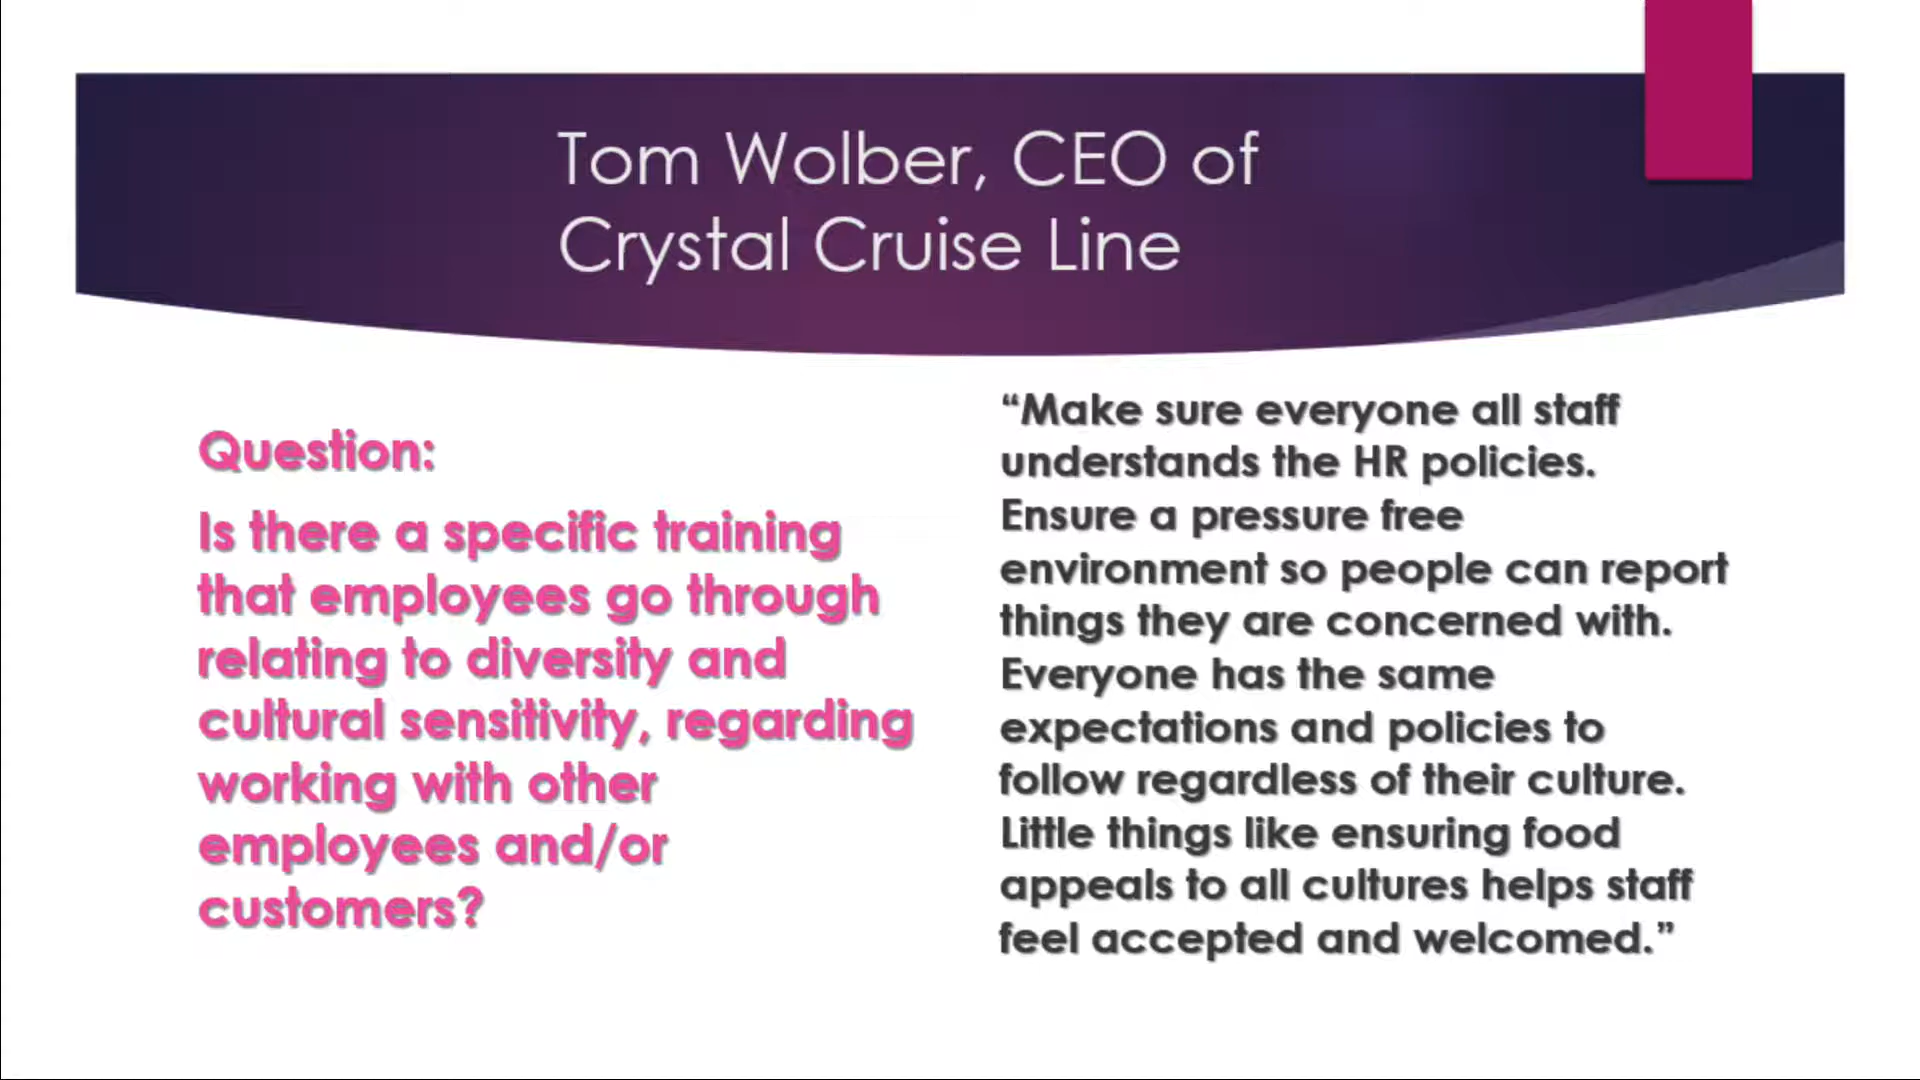 Tom Wolber, CEO of
Crystal Cruise Line
Question:
Is there a specific training
that employees go through
relating to diversity and
cultural sensitivity, regarding
working with other
employees and/or
customers?
“Make sure everyone all staff
understands the HR policies.
Ensure a pressure free
environment so people can report
things they are concerned with.
Everyone has the same
expectations and policies to
follow regardless of their culture.
Little things like ensuring food
appeals to all cultures helps staff
feel accepted and welcomed.”